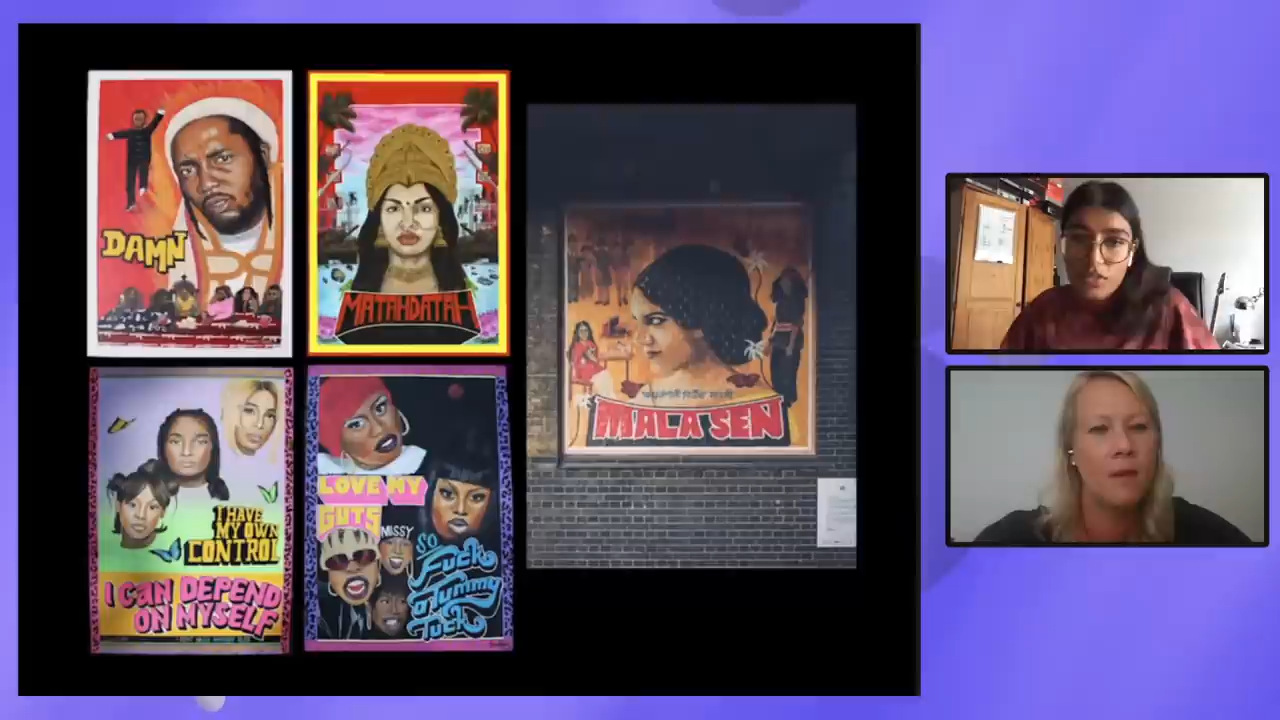 DAMN
MATAHDATAH
MALA SEN
I HAVE
MY OWN
CONTROL
I CAN DEPEND
ON MYSELF
LOVE MY
GUTS
MISSY
SO
FUCK
A TUMMY
TUCK